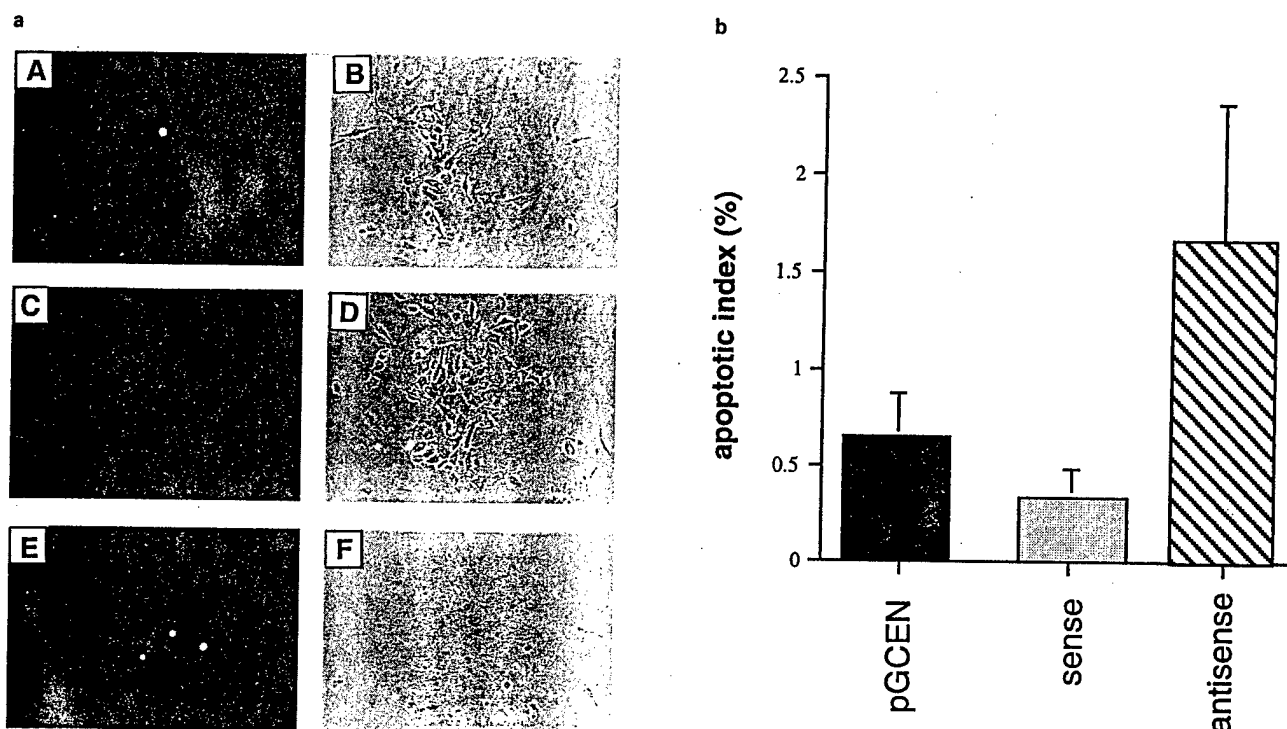 a
A
B
C
D
E
F
b
apoptotic index (%)
2.5
2
1.5
1
0.5
0
pGCEN
sense
antisense